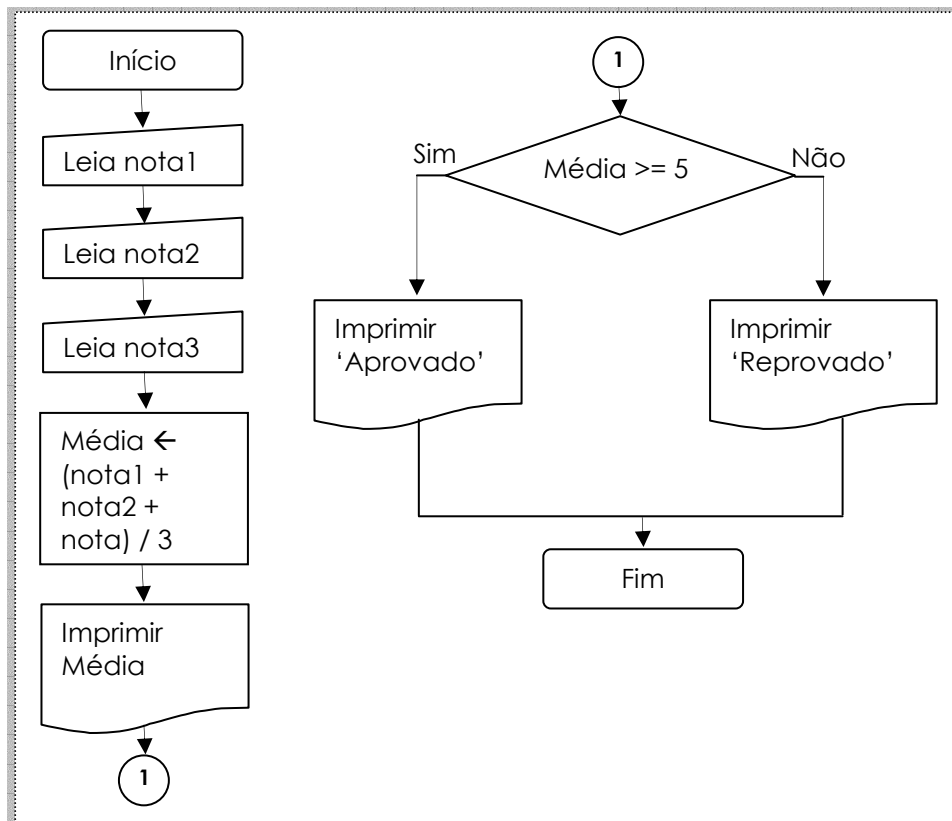 Início
Leia nota1
Leia nota2
Leia nota3
Média ←
(nota1 +
nota2 +
nota) / 3
Imprimir
Média
1
1
Sim
Média >= 5
Não
Imprimir
‘Aprovado’
Imprimir
‘Reprovado’
Fim